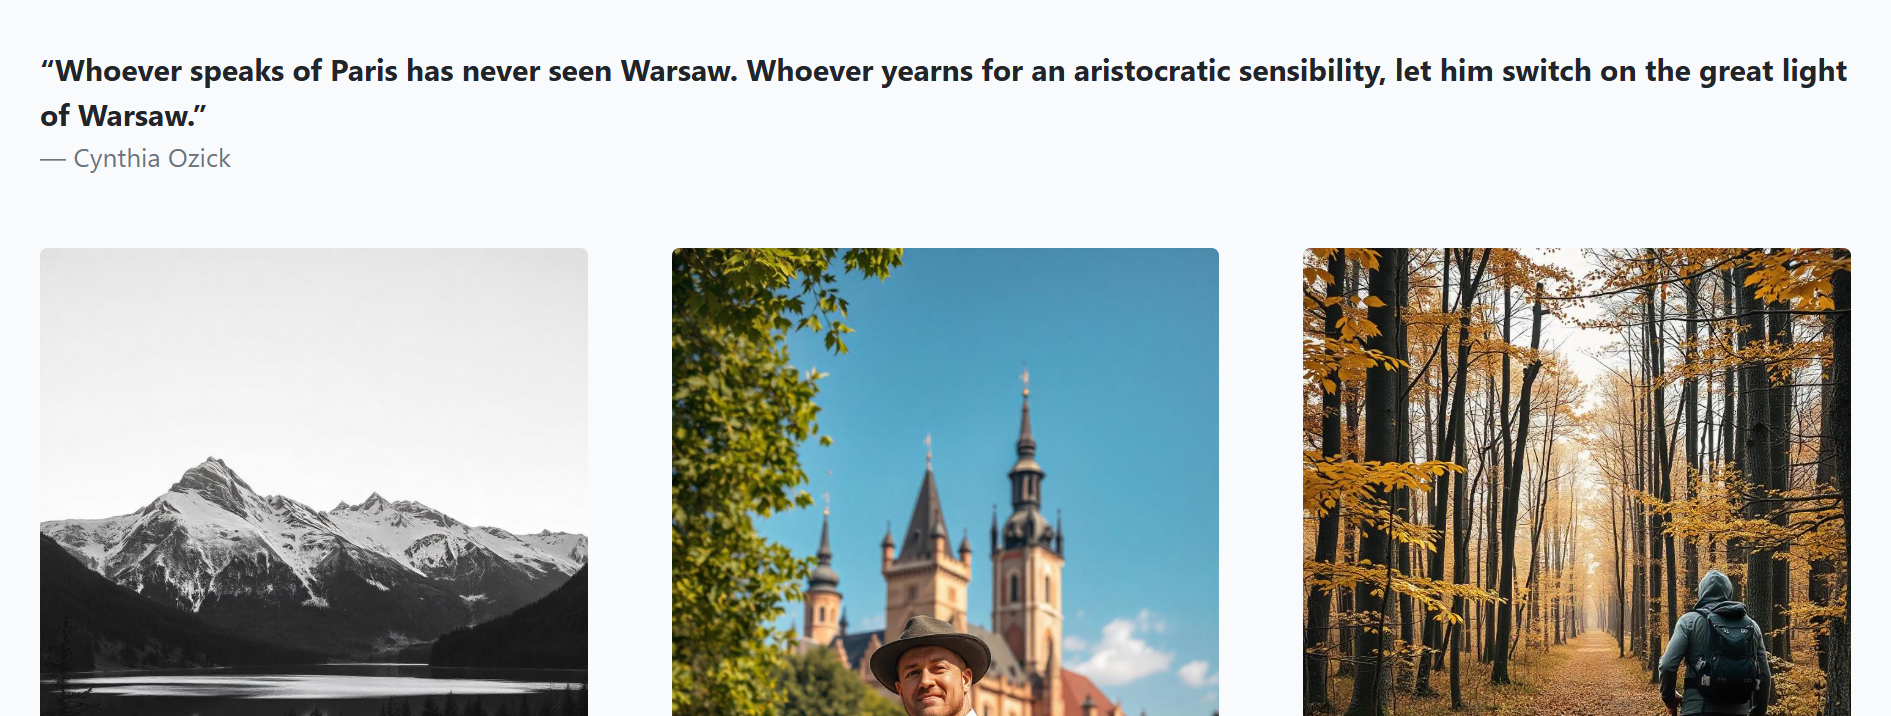 “Whoever speaks of Paris has never seen Warsaw. Whoever yearns for an aristocratic sensibility, let him switch on the great light
of Warsaw.”
— Cynthia Ozick